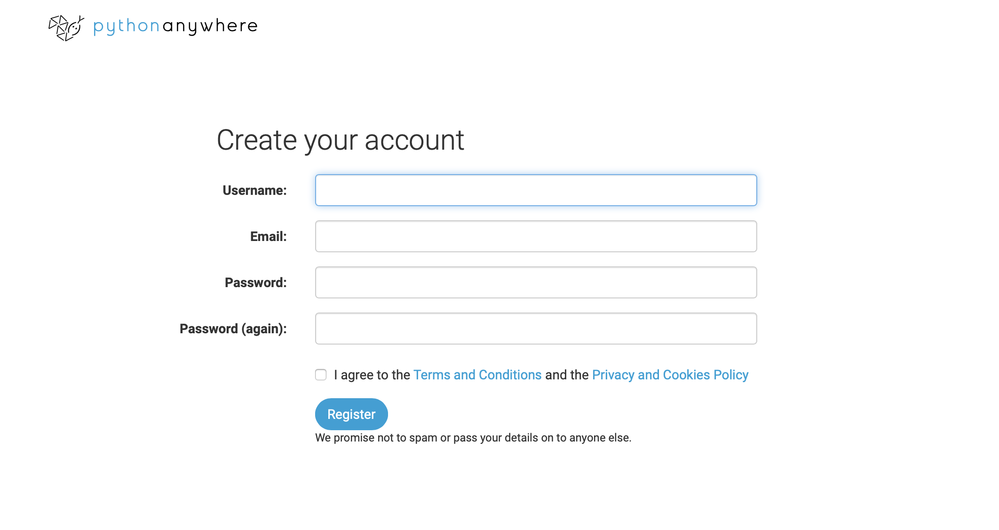 pythonanywhere
Create your account
Username:
Email:
Password:
Password (again):
I agree to the Terms and Conditions and the Privacy and Cookies Policy
Register
We promise not to spam or pass your details on to anyone else.